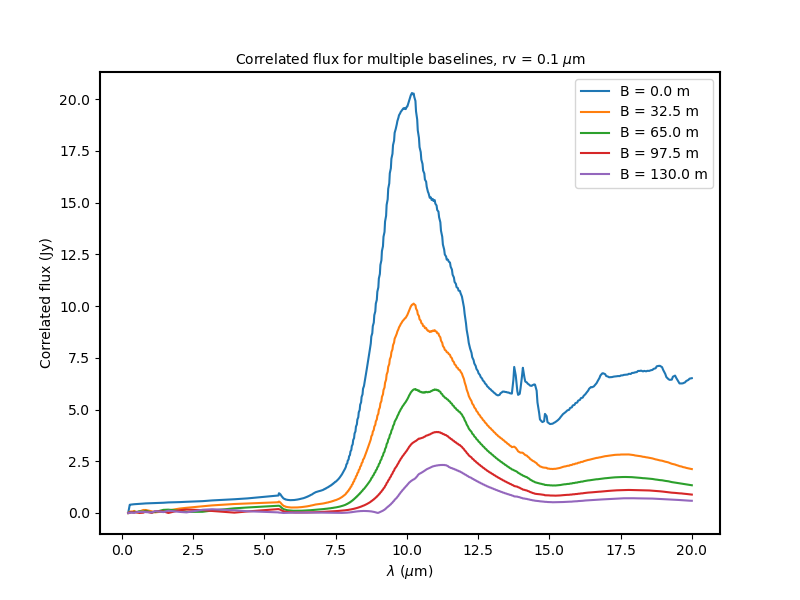 Correlated flux for multiple baselines, rv = 0.1 μm
B = 0.0 m
B = 32.5 m
B = 65.0 m
B = 97.5 m
B = 130.0 m
Correlated flux (Jy)
20.0
17.5
15.0
12.5
10.0
7.5
5.0
2.5
0.0
0.0 2.5 5.0 7.5 10.0 12.5 15.0 17.5 20.0
λ (μm)